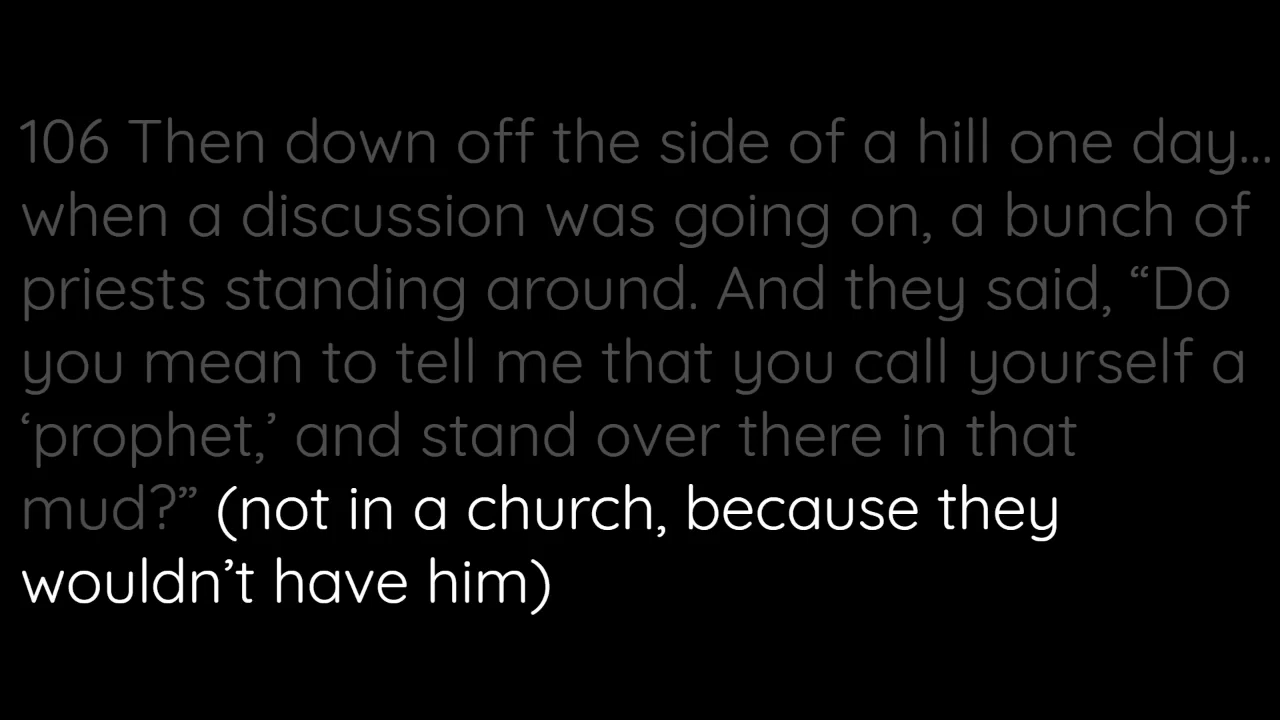 106 Then down off the side of a hill one day...
when a discussion was going on, a bunch of
priests standing around. And they said, “Do
you mean to tell me that you call yourself a
‘prophet,’ and stand over there in that
mud?” (not in a church, because they
wouldn’t have him)